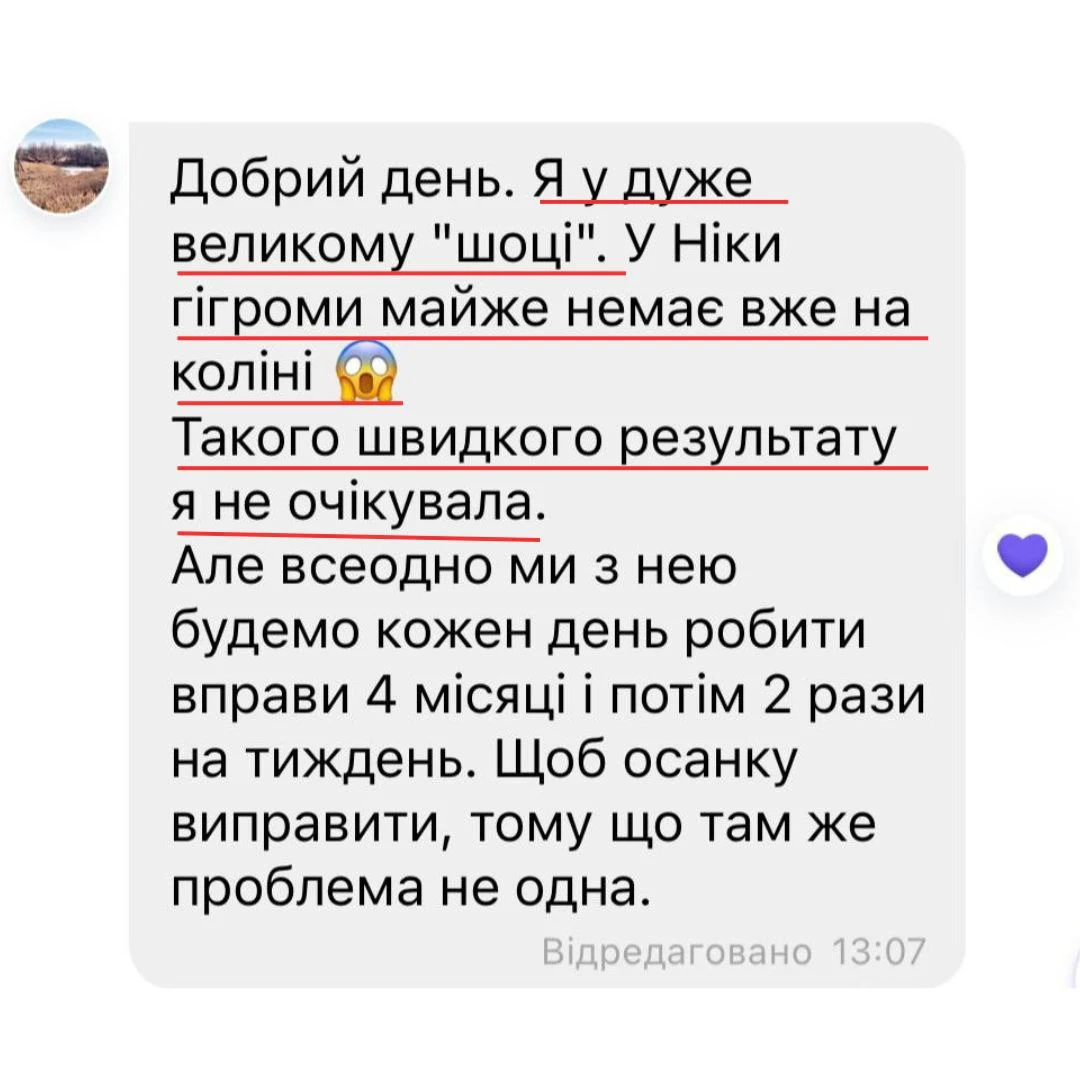 Добрий день. Я у дуже
великому "шоці". У Ніки
гігроми майже немає вже на
коліні 😱
Такого швидкого результату
я не очікувала.
Але всеодно ми з нею
будемо кожен день робити
вправи 4 місяці і потім 2 рази
на тиждень. Щоб осанку
виправити, тому що там же
проблема не одна.
Відредаговано 13:07